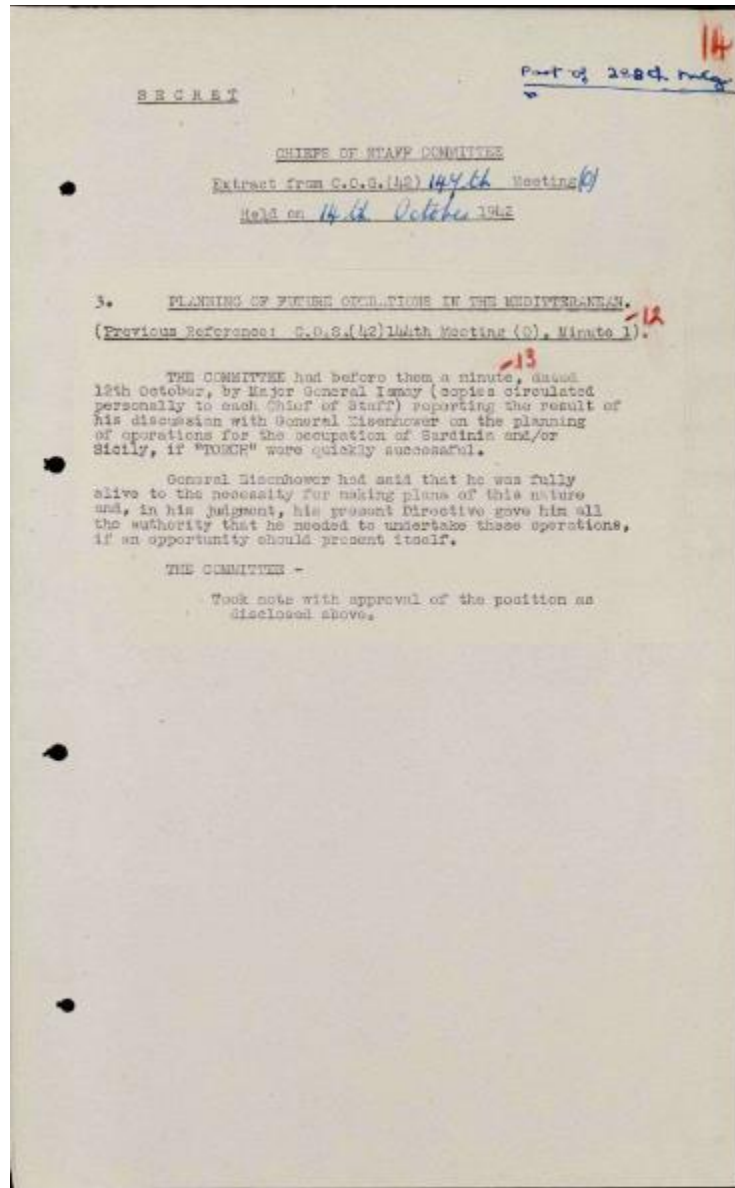 14
Part of 288th mtg
SECRET
CHIEFS OF STAFF COMMITTEE
Extract from C.O.S.(42) 147th Meeting (O)
Held on 14th October 1942
3. PLANNING OF FUTURE OPERATIONS IN THE MEDITERRANEAN.
-12
(Previous Reference: C.O.S.(42)144th Meeting (O), Minute 1).
-13
THE COMMITTEE had before them a minute, dated
12th October, by Major General Ismay (copies circulated
personally to each Chief of Staff) reporting the result of
his discussion with General Eisenhower on the planning
of operations for the occupation of Sardinia and/or
Sicily, if "TORCH" were quickly successful.
General Eisenhower had said that he was fully
alive to the necessity for making plans of this nature
and, in his judgment, his present Directive gave him all
the authority that he needed to undertake these operations,
if an opportunity should present itself.
THE COMMITTEE -
Took note with approval of the position as
disclosed above.